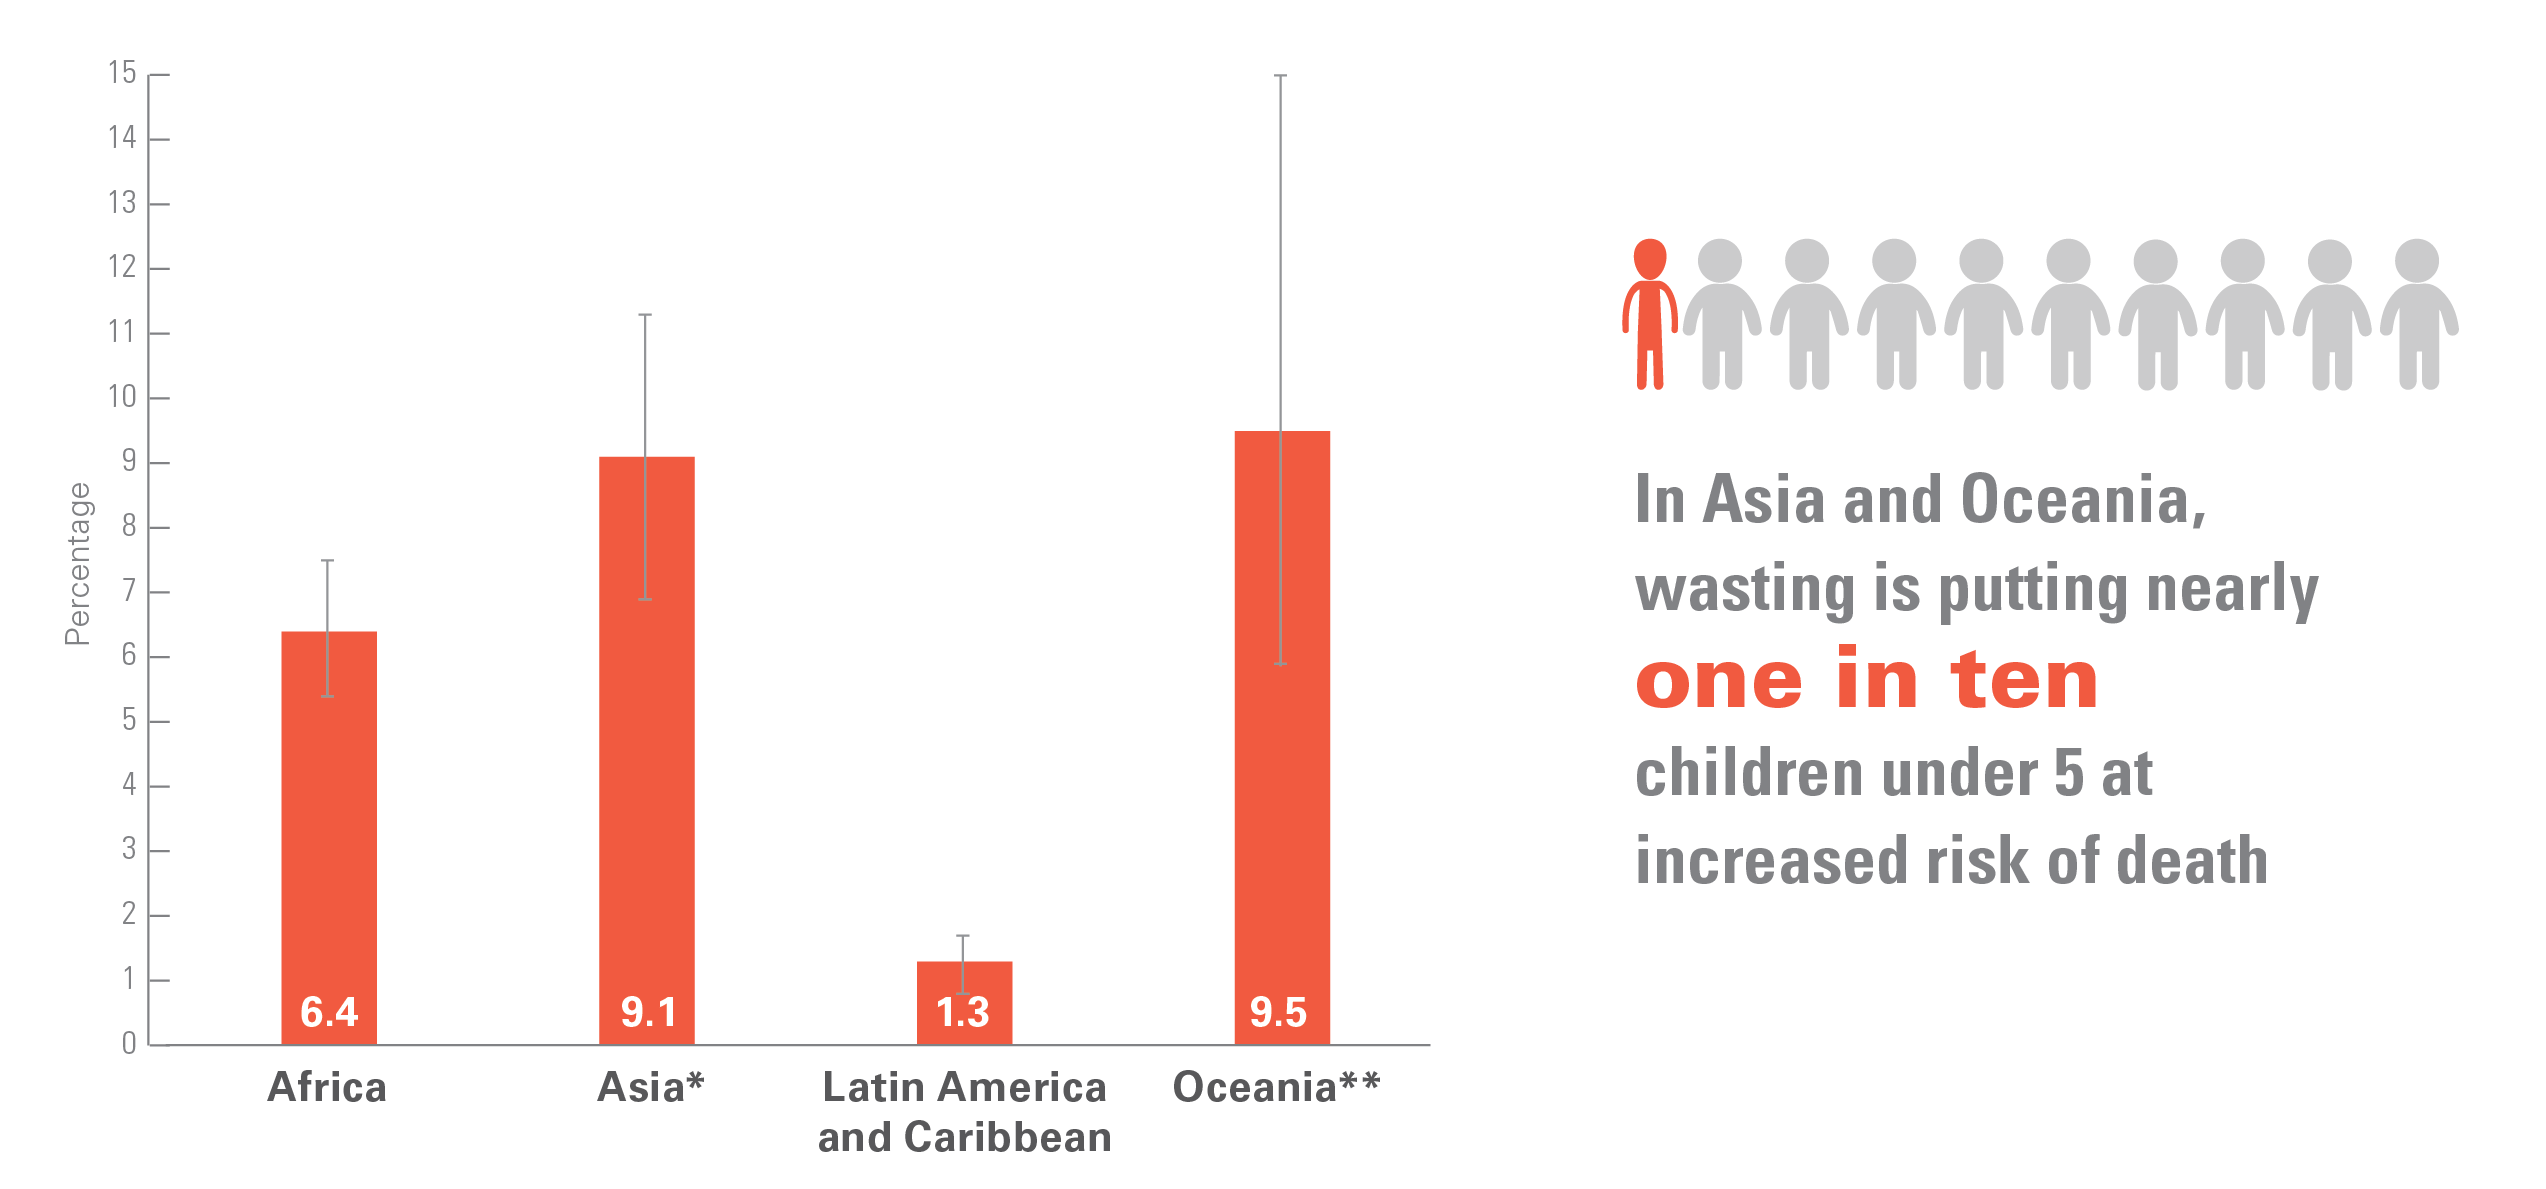 15
14
13
12
11
10
9
8
7
6
5
4
3
2
1
0
Percentage
6.4
9.1
1.3
9.5
Africa
Asia*
Latin America
and Caribbean
Oceania**
In Asia and Oceania,
wasting is putting nearly
one in ten
children under 5 at
increased risk of death